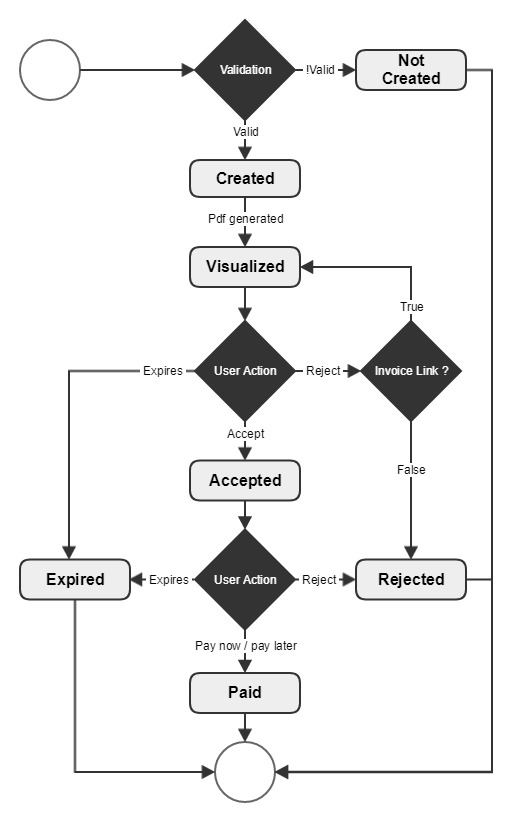 Validation
!Valid
Not
Created
Valid
Created
Pdf generated
Visualized
True
Expires
User Action
Reject
Invoice Link ?
Accept
False
Accepted
Expired
Expires
User Action
Reject
Rejected
Pay now / pay later
Paid